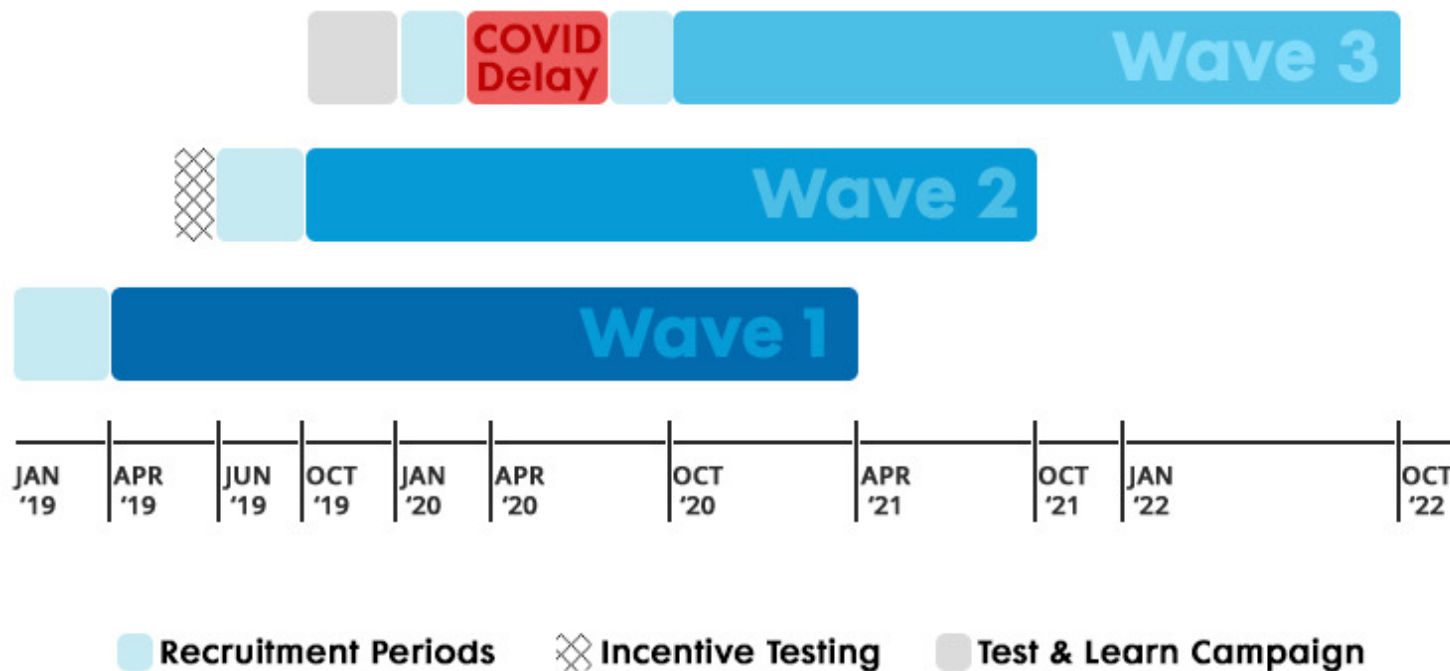 COVID
Delay
Wave 3
Wave 2
Wave 1
JAN
‘19
APR
‘19
JUN
‘19
OCT
‘19
JAN
‘20
APR
‘20
OCT
‘20
APR
‘21
OCT
‘21
JAN
‘22
OCT
‘22
Recruitment Periods
Incentive Testing
Test & Learn Campaign